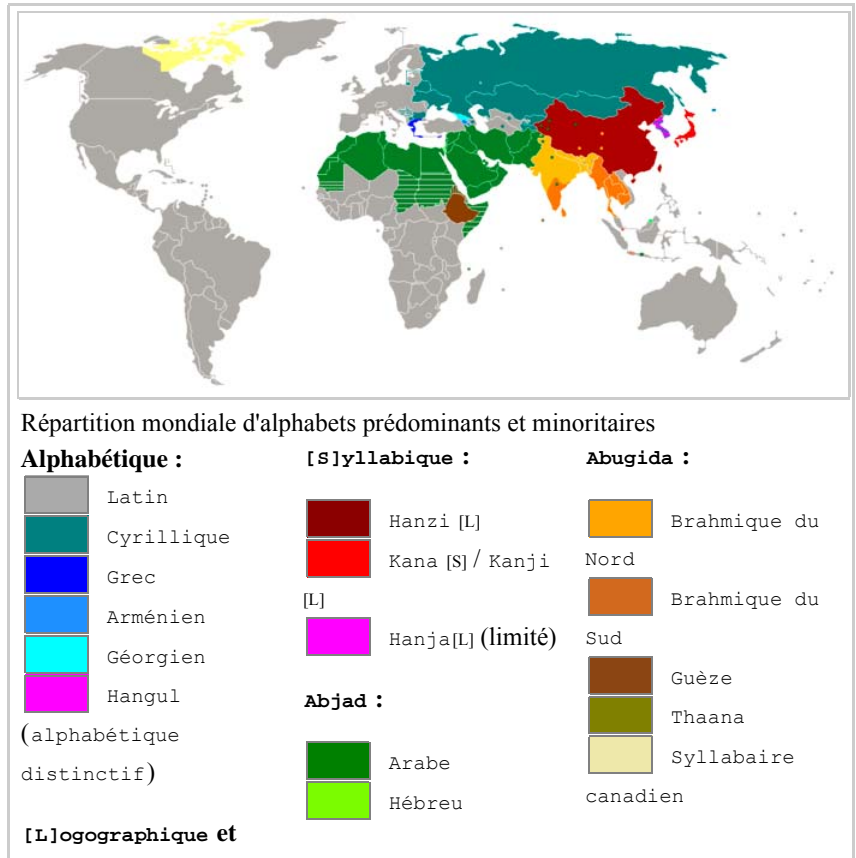 Répartition mondiale d'alphabets prédominants et minoritaires
Alphabétique :
Latin
Cyrillique
Grec
Arménien
Géorgien
Hangul
(alphabétique
distinctif)
[L]ogographique et
[S]yllabique :
Hanzi [L]
Kana [S] / Kanji
[L]
Hanja[L] (limité)
Abjad :
Arabe
Hébreu
Abugida :
Brahmique du
Nord
Brahmique du
Sud
Guèze
Thaana
Syllabaire
canadien